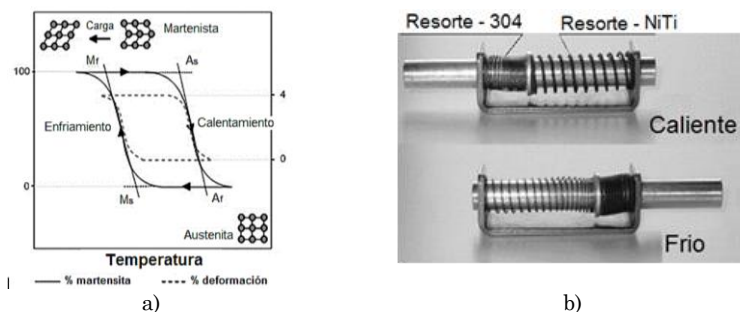 Carga
Martenista
Mf
As
100
4
Enfriamiento
Calentamiento
0
0
Ms
Af
Austenita
Temperatura
% martensita
% deformación
a)
Resorte - 304
Resorte - NiTi
Caliente
Frio
b)